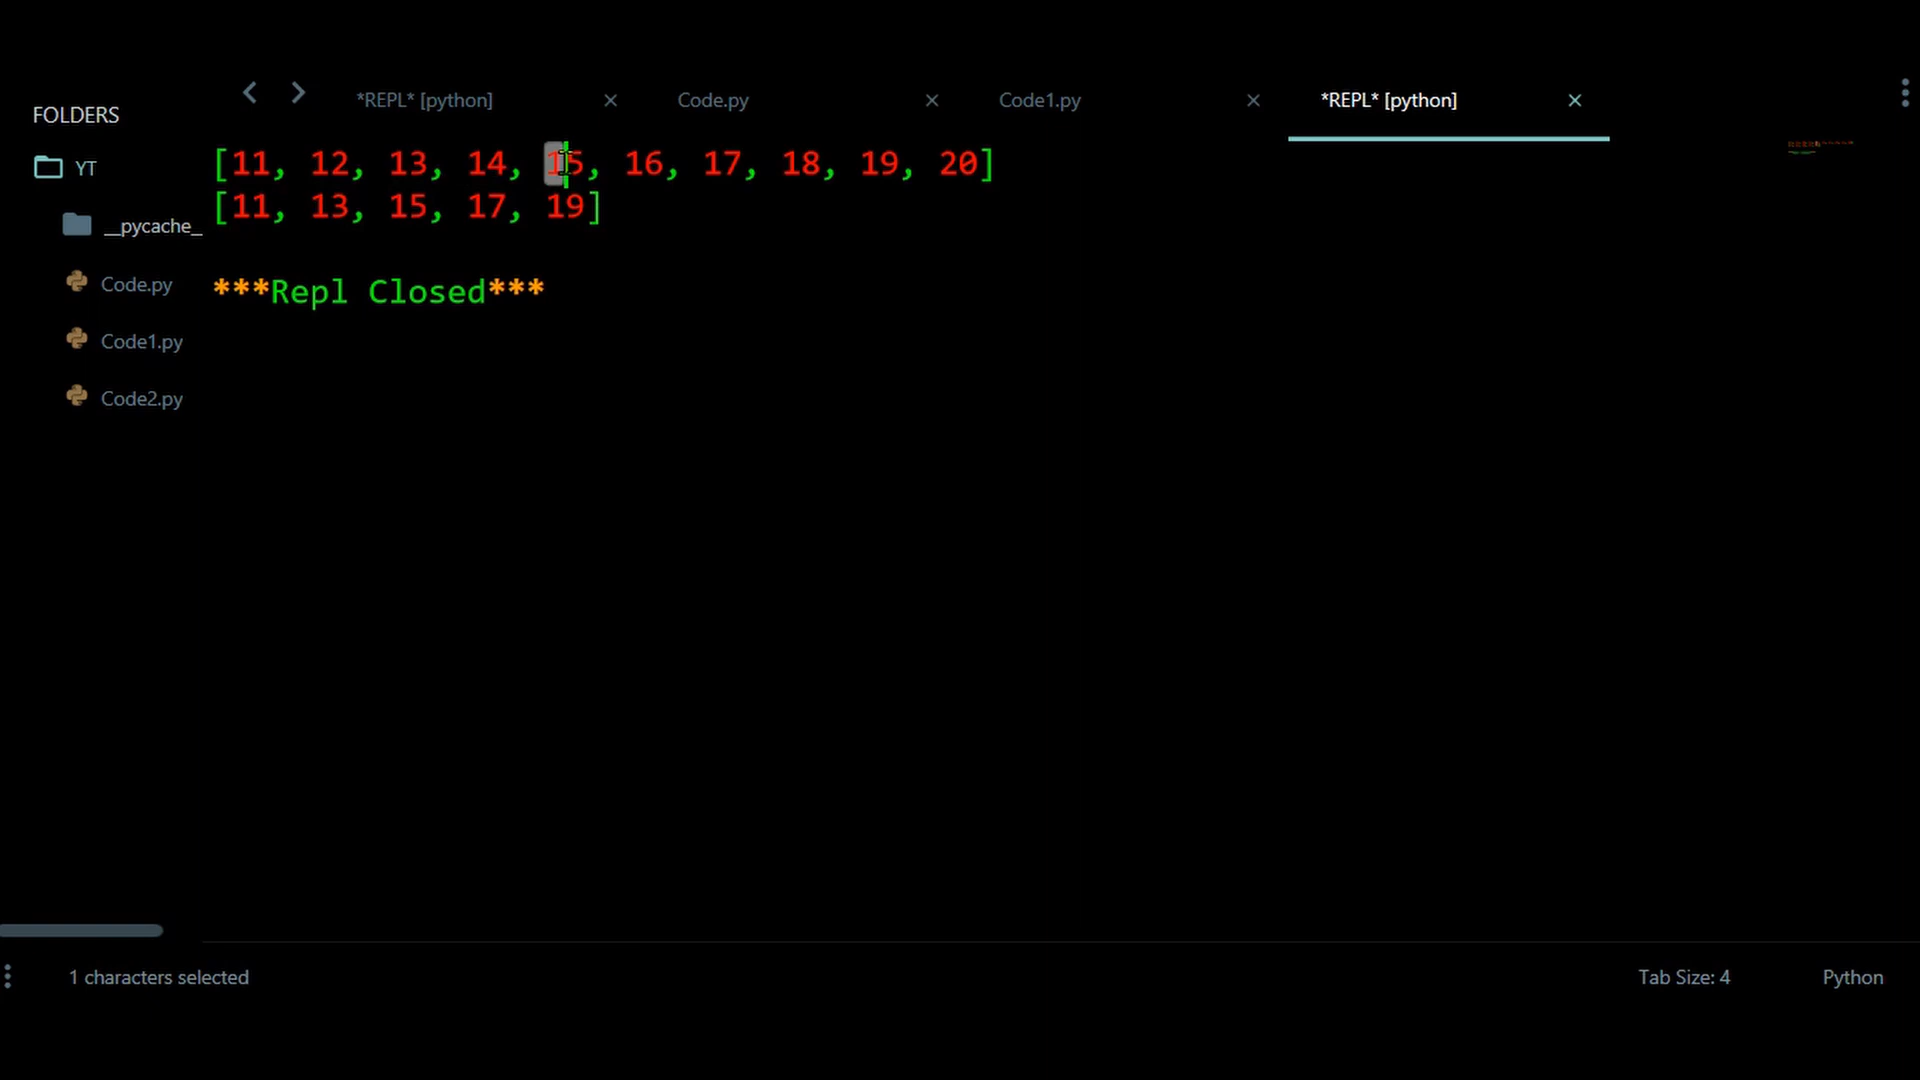 FOLDERS
YT
__pycache_
Code.py
Code1.py
Code2.py
*REPL* [python]
Code.py
Code1.py
*REPL* [python]
[11, 12, 13, 14, 15, 16, 17, 18, 19, 20]
[11, 13, 15, 17, 19]
***Repl Closed***
1 characters selected
Tab Size: 4
Python